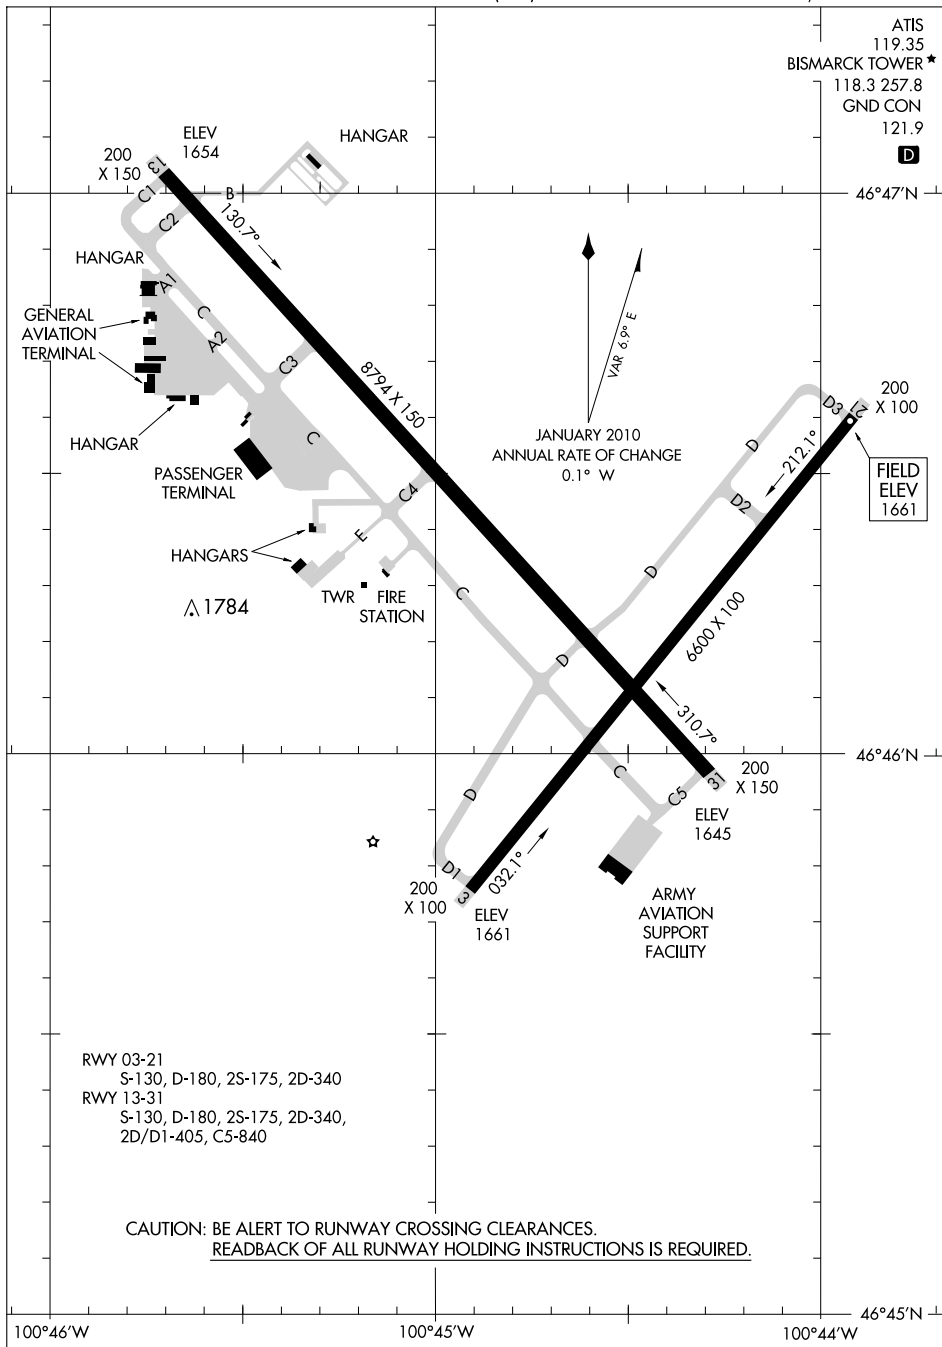 ATIS
119.35
BISMARCK TOWER
118.3 257.8
GND CON
121.9
D
ELEV
1654
HANGAR
200
X 150
13
C1
B
46°47'N
C2
130.7°
HANGAR
A1
GENERAL
AVIATION
TERMINAL
C
A2
VAR 6.9° E
C3
8794 X 150
200
X 100
D3
21
HANGAR
C
JANUARY 2010
ANNUAL RATE OF CHANGE
0.1° W
D
212.1°
FIELD
ELEV
1661
PASSENGER
TERMINAL
C4
D2
HANGARS
E
TWR
FIRE
STATION
1784
C
D
6600 X 100
D
310.7°
46°46'N
C
200
X 150
31
C5
D
ELEV
1645
D1
032.1°
200
X 100
3
ELEV
1661
ARMY
AVIATION
SUPPORT
FACILITY
RWY 03-21
S-130, D-180, 2S-175, 2D-340
RWY 13-31
S-130, D-180, 2S-175, 2D-340,
2D/D1-405, C5-840
CAUTION: BE ALERT TO RUNWAY CROSSING CLEARANCES.
READBACK OF ALL RUNWAY HOLDING INSTRUCTIONS IS REQUIRED.
46°45'N
100°46'W
100°45'W
100°44'W